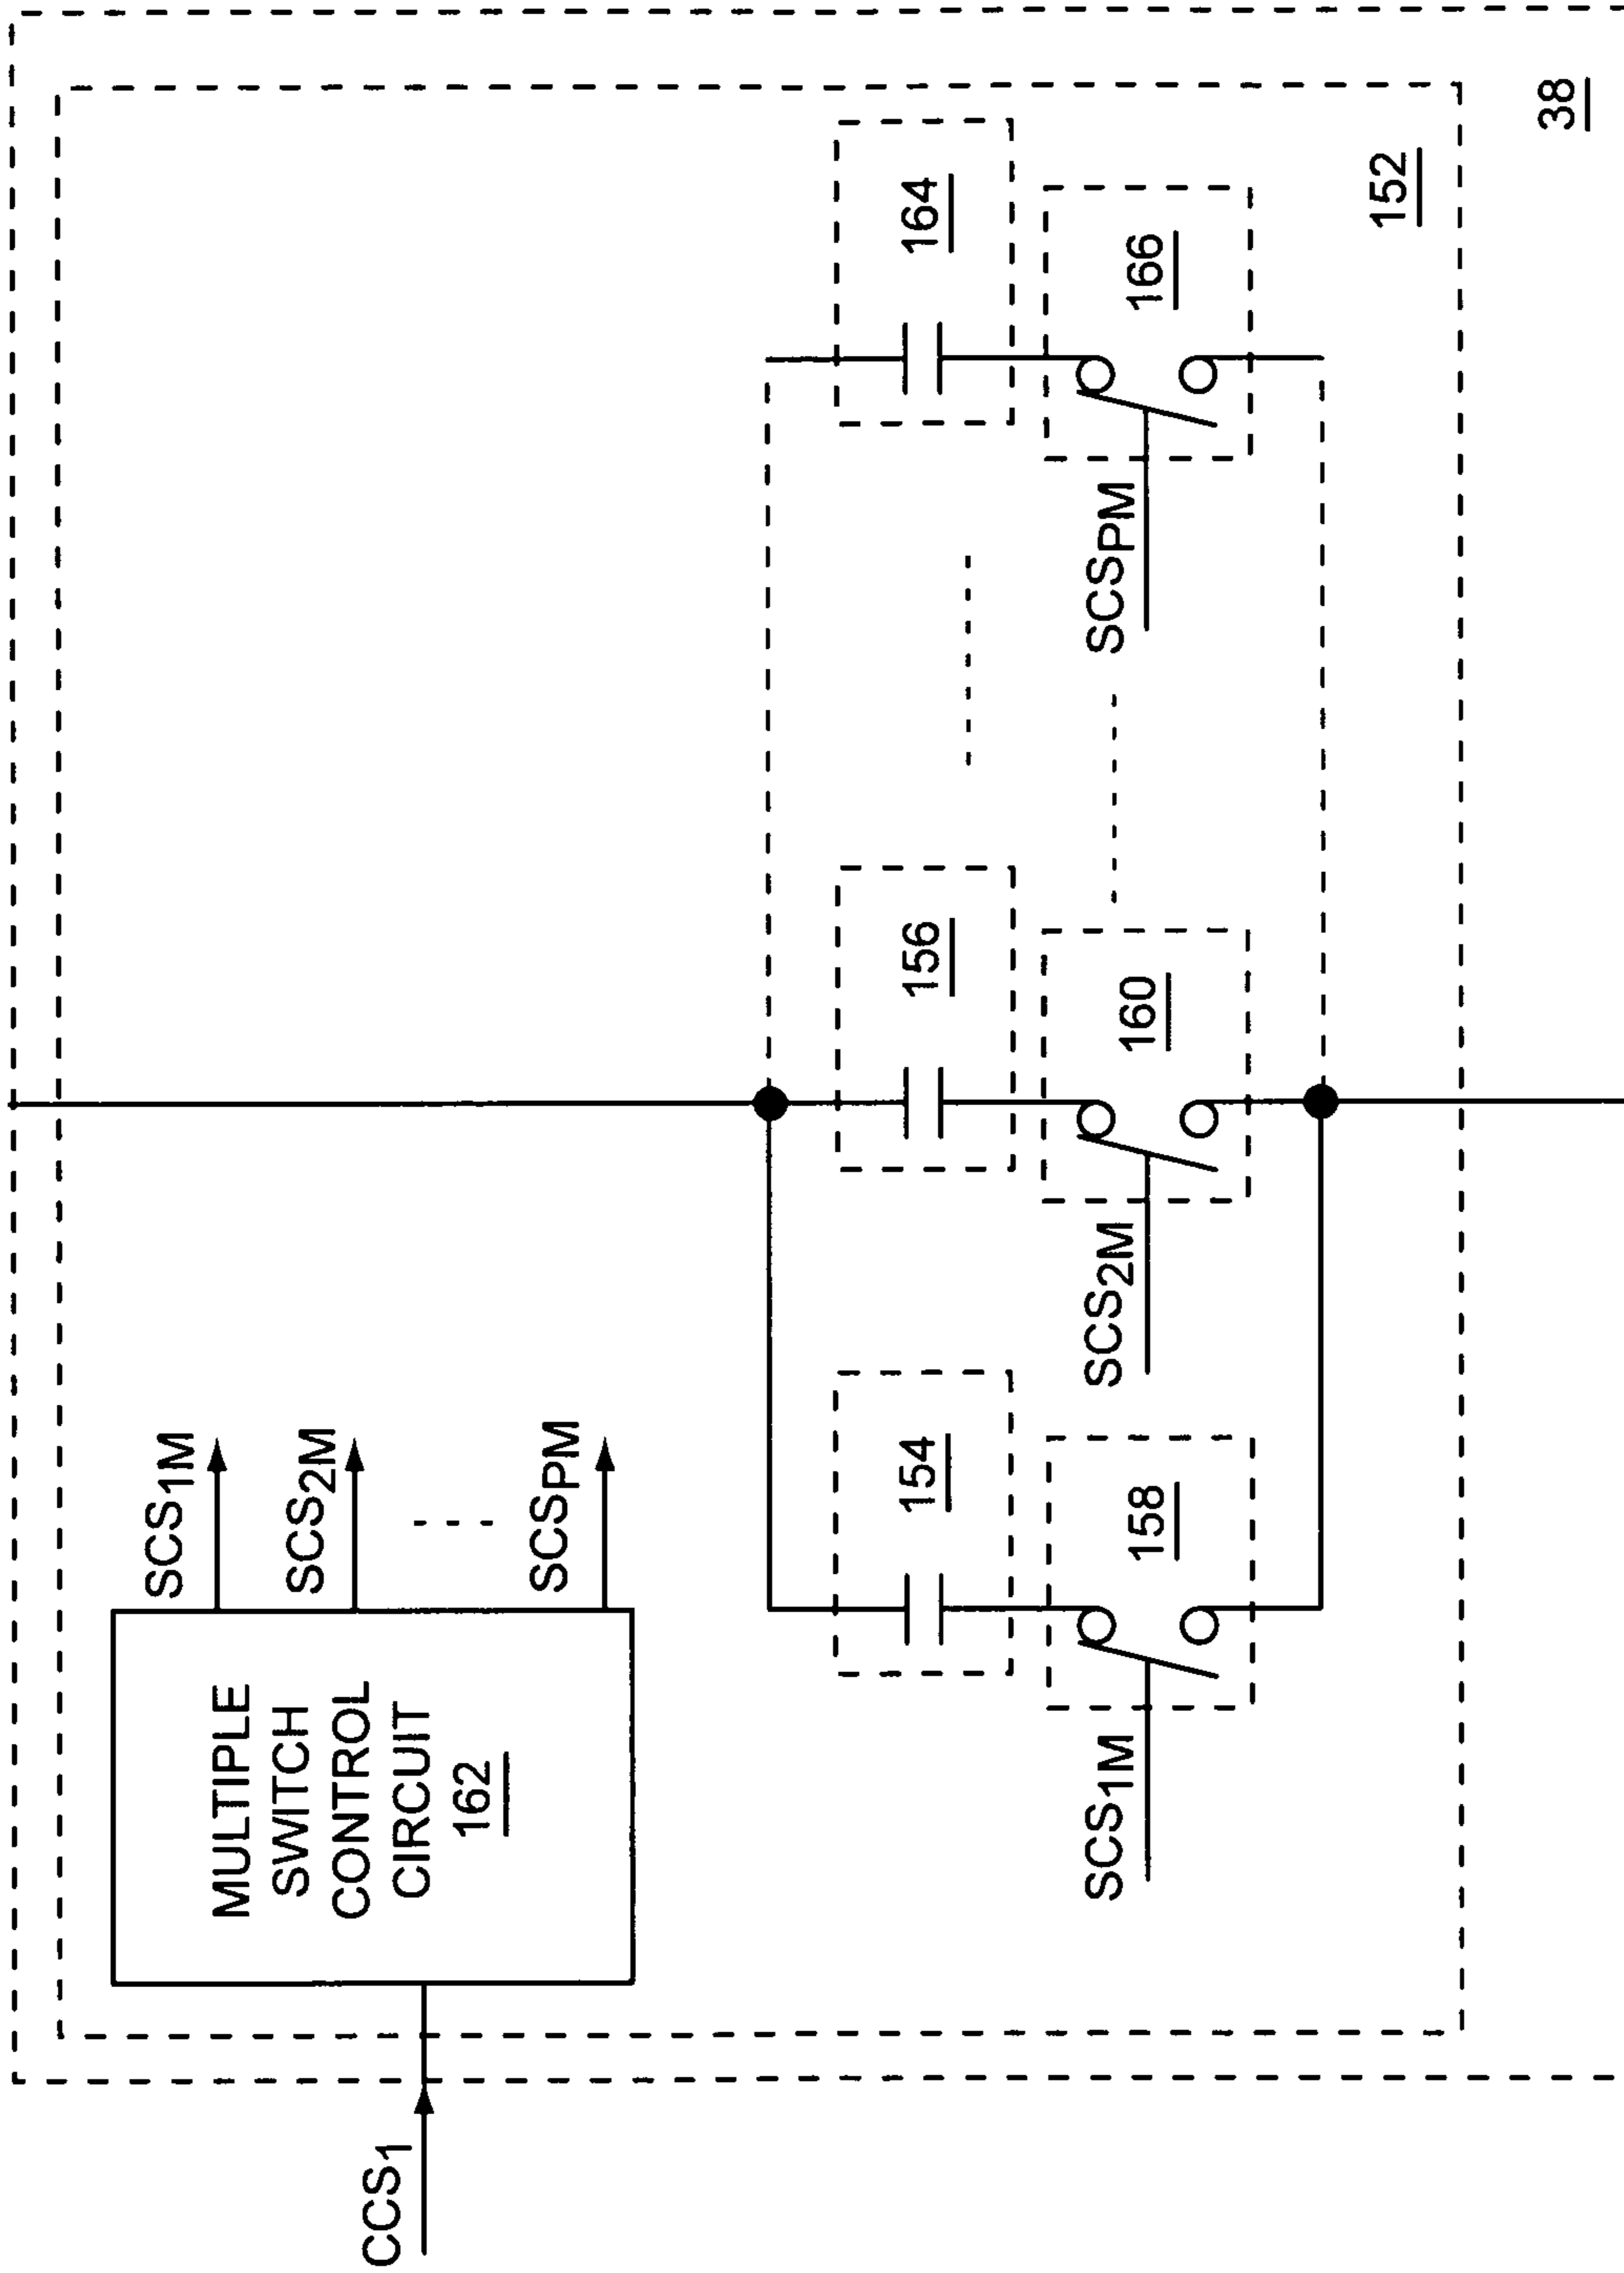 CCS1
MULTIPLE
SWITCH
CONTROL
CIRCUIT
162
SCS1M
SCS2M
SCSPM
154
156
164
SCS1M
158
SCS2M
160
SCSPM
166
152
38